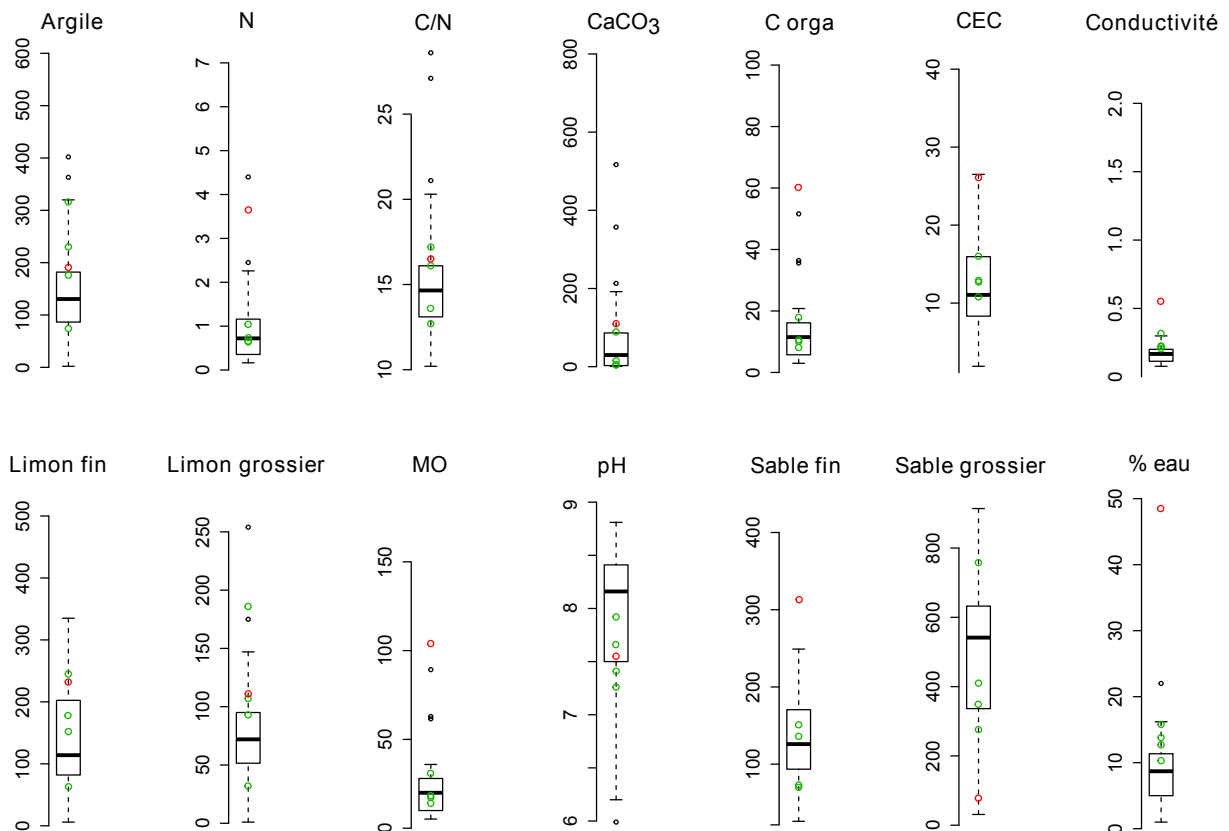 Argile N C/N CaCO3 C orga CEC Conductivité
0 100 200 300 400 500 600
0 1 2 3 4 5 6 7
10 15 20 25
0 200 400 600 800
0 20 40 60 80 100
10 20 30 40
0 0.5 1.0 1.5 2.0
Limon fin Limon grossier MO pH Sable fin Sable grossier % eau
0 100 200 300 400 500
0 50 100 150 200 250
0 50 100 150
6 7 8 9
100 200 300 400
0 200 400 600 800
0 10 20 30 40 50